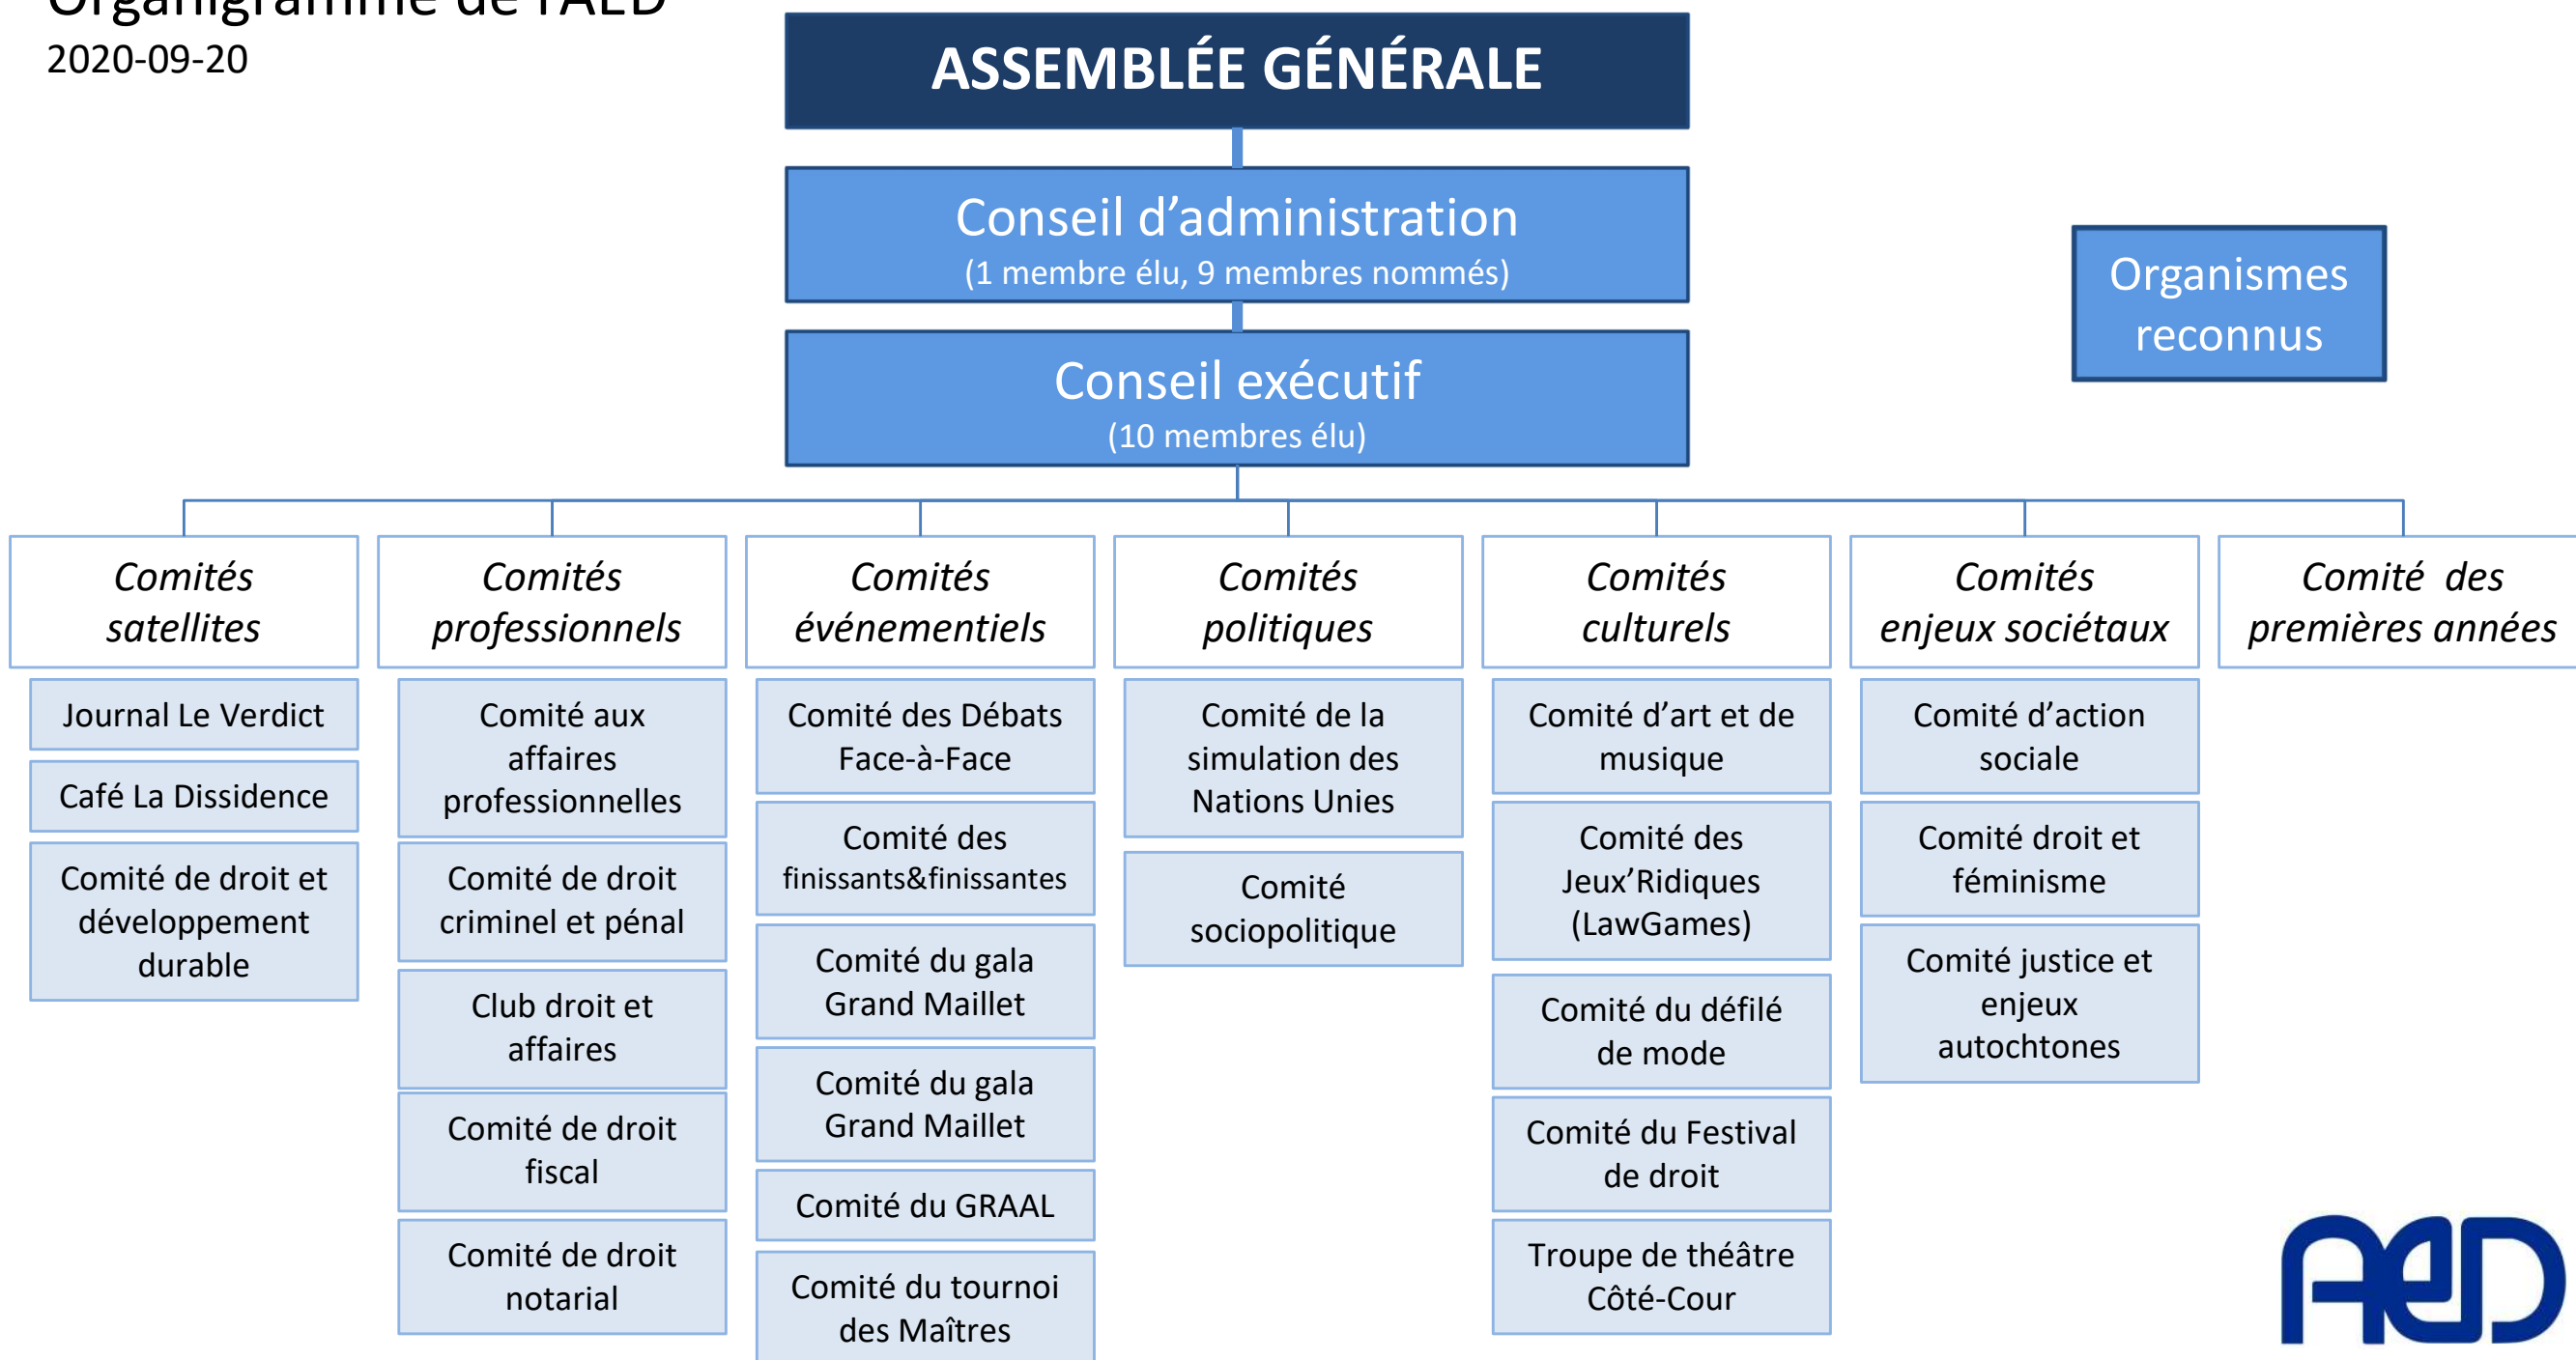 Organigramme de l'AED
2020-09-20
ASSEMBLÉE GÉNÉRALE
Conseil d’administration
(1 membre élu, 9 membres nommés)
Organismes
reconnus
Conseil exécutif
(10 membres élu)
Comités
satellites
Journal Le Verdict
Café La Dissidence
Comité de droit et
développement
durable
Comités
professionnels
Comité aux
affaires
professionnelles
Comité de droit
criminel et pénal
Club droit et
affaires
Comité de droit
fiscal
Comité de droit
notarial
Comités
événementiels
Comité des Débats
Face-à-Face
Comité des
finissants&finissantes
Comité du gala
Grand Maillet
Comité du gala
Grand Maillet
Comité du GRAAL
Comité du tournoi
des Maîtres
Comités
politiques
Comité de la
simulation des
Nations Unies
Comité
sociopolitique
Comités
culturels
Comité d’art et de
musique
Comité des
Jeux’Ridiques
(LawGames)
Comité du défilé
de mode
Comité du Festival
de droit
Troupe de théâtre
Côté-Cour
Comités
enjeux sociétaux
Comité d’action
sociale
Comité droit et
féminisme
Comité justice et
enjeux
autochtones
Comité des
premières années
AED